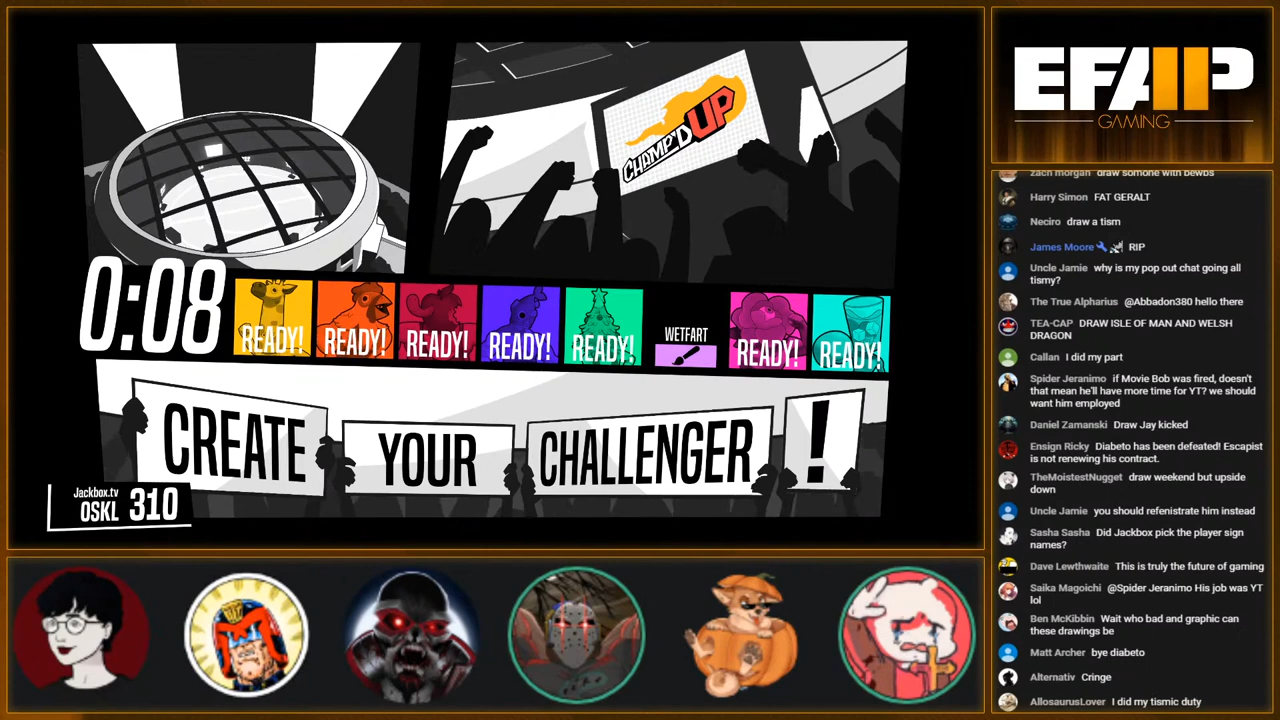 CHAMP'D UP
0:08
READY!
READY!
READY!
READY!
READY!
WETFART
READY!
READY!
CREATE
YOUR
CHALLENGER
!
Jackbox.tv
OSKL 310
EFAP
GAMING
zach morgan draw somone with bewbs
Harry Simon FAT GERALT
Neciro draw a tism
James Moore RIP
Uncle Jamie why is my pop out chat going all
tismy?
The True Alpharius @Abbadon380 hello there
TEA-CAP DRAW ISLE OF MAN AND WELSH
DRAGON
Callan I did my part
Spider Jeranimo if Movie Bob was fired, doesn't
that mean he'll have more time for YT? we should
want him employed
Daniel Zamanski Draw Jay kicked
Ensign Ricky Diabeto has been defeated! Escapist
is not renewing his contract.
TheMoistestNugget draw weekend but upside
down
Uncle Jamie you should refenistrate him instead
Sasha Sasha Did Jackbox pick the player sign
names?
Dave Lewthwaite This is truly the future of gaming
Saika Magoichi @Spider Jeranimo His job was YT
lol
Ben McKibbin Wait who bad and graphic can
these drawings be
Matt Archer bye diabeto
Alternativ Cringe
AllosaurusLover I did my tismic duty